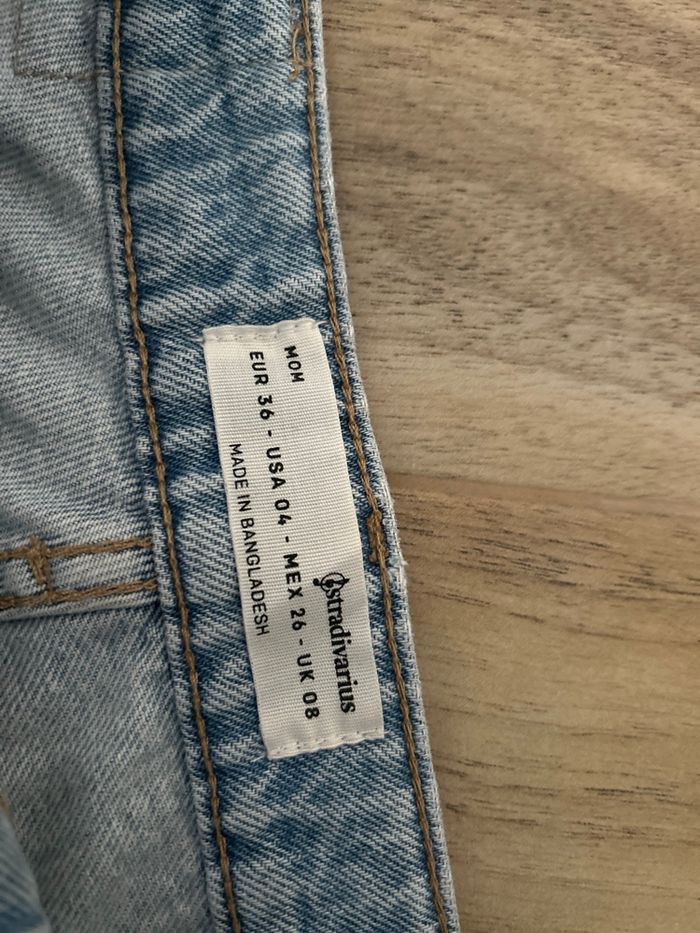 Stradivarius
MOM
EUR 36 - USA 04 - MEX 26 - UK 08
MADE IN BANGLADESH